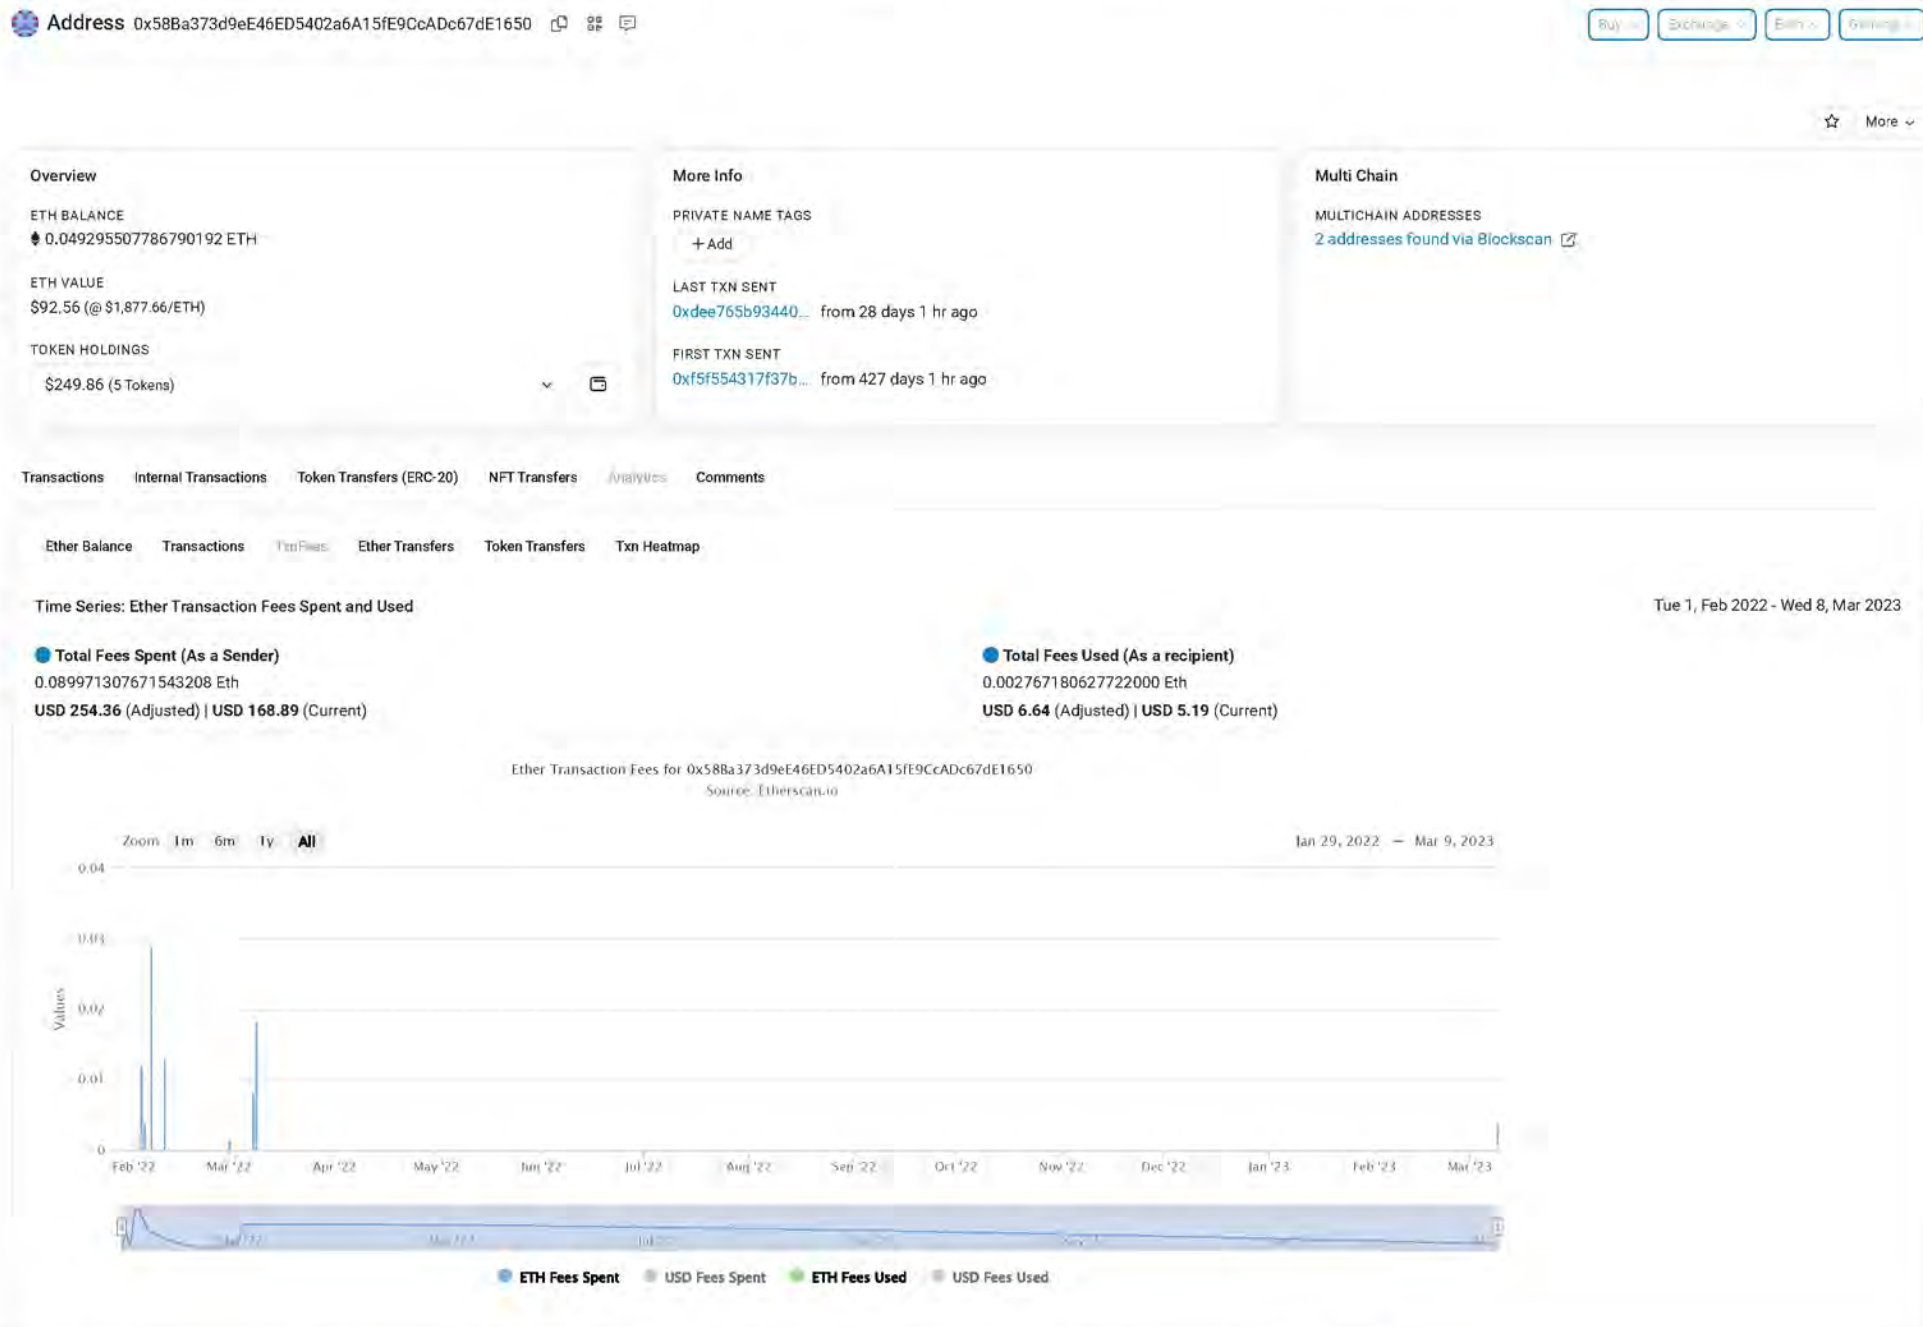 Address 0x58Ba373d9eE46ED5402a6A15fE9CcADc67dE1650
Buy
Exchange
Earn
Gaming
More
Overview
ETH BALANCE
0.049295507786790192 ETH
ETH VALUE
$92.56 (@ $1,877.66/ETH)
TOKEN HOLDINGS
$249.86 (5 Tokens)
More Info
PRIVATE NAME TAGS
+ Add
LAST TXN SENT
0xdee765b93440... from 28 days 1 hr ago
FIRST TXN SENT
0xf5f554317f37b... from 427 days 1 hr ago
Multi Chain
MULTICHAIN ADDRESSES
2 addresses found via Blockscan
Transactions Internal Transactions Token Transfers (ERC-20) NFT Transfers Analytics Comments
Ether Balance Transactions TxnFees Ether Transfers Token Transfers Txn Heatmap
Time Series: Ether Transaction Fees Spent and Used
Tue 1, Feb 2022 - Wed 8, Mar 2023
Total Fees Spent (As a Sender)
0.089971307671543208 Eth
USD 254.36 (Adjusted) | USD 168.89 (Current)
Total Fees Used (As a recipient)
0.002767180627722000 Eth
USD 6.64 (Adjusted) | USD 5.19 (Current)
Ether Transaction Fees for 0x58Ba373d9eE46ED5402a6A15fE9CcADc67dE1650
Source: Etherscan.io
Zoom 1m 6m 1y All
Jan 29, 2022 – Mar 9, 2023
0.04
0.03
0.02
0.01
0
Values
Feb '22 Mar '22 Apr '22 May '22 Jun '22 Jul '22 Aug '22 Sep '22 Oct '22 Nov '22 Dec '22 Jan '23 Feb '23 Mar '23
ETH Fees Spent USD Fees Spent ETH Fees Used USD Fees Used